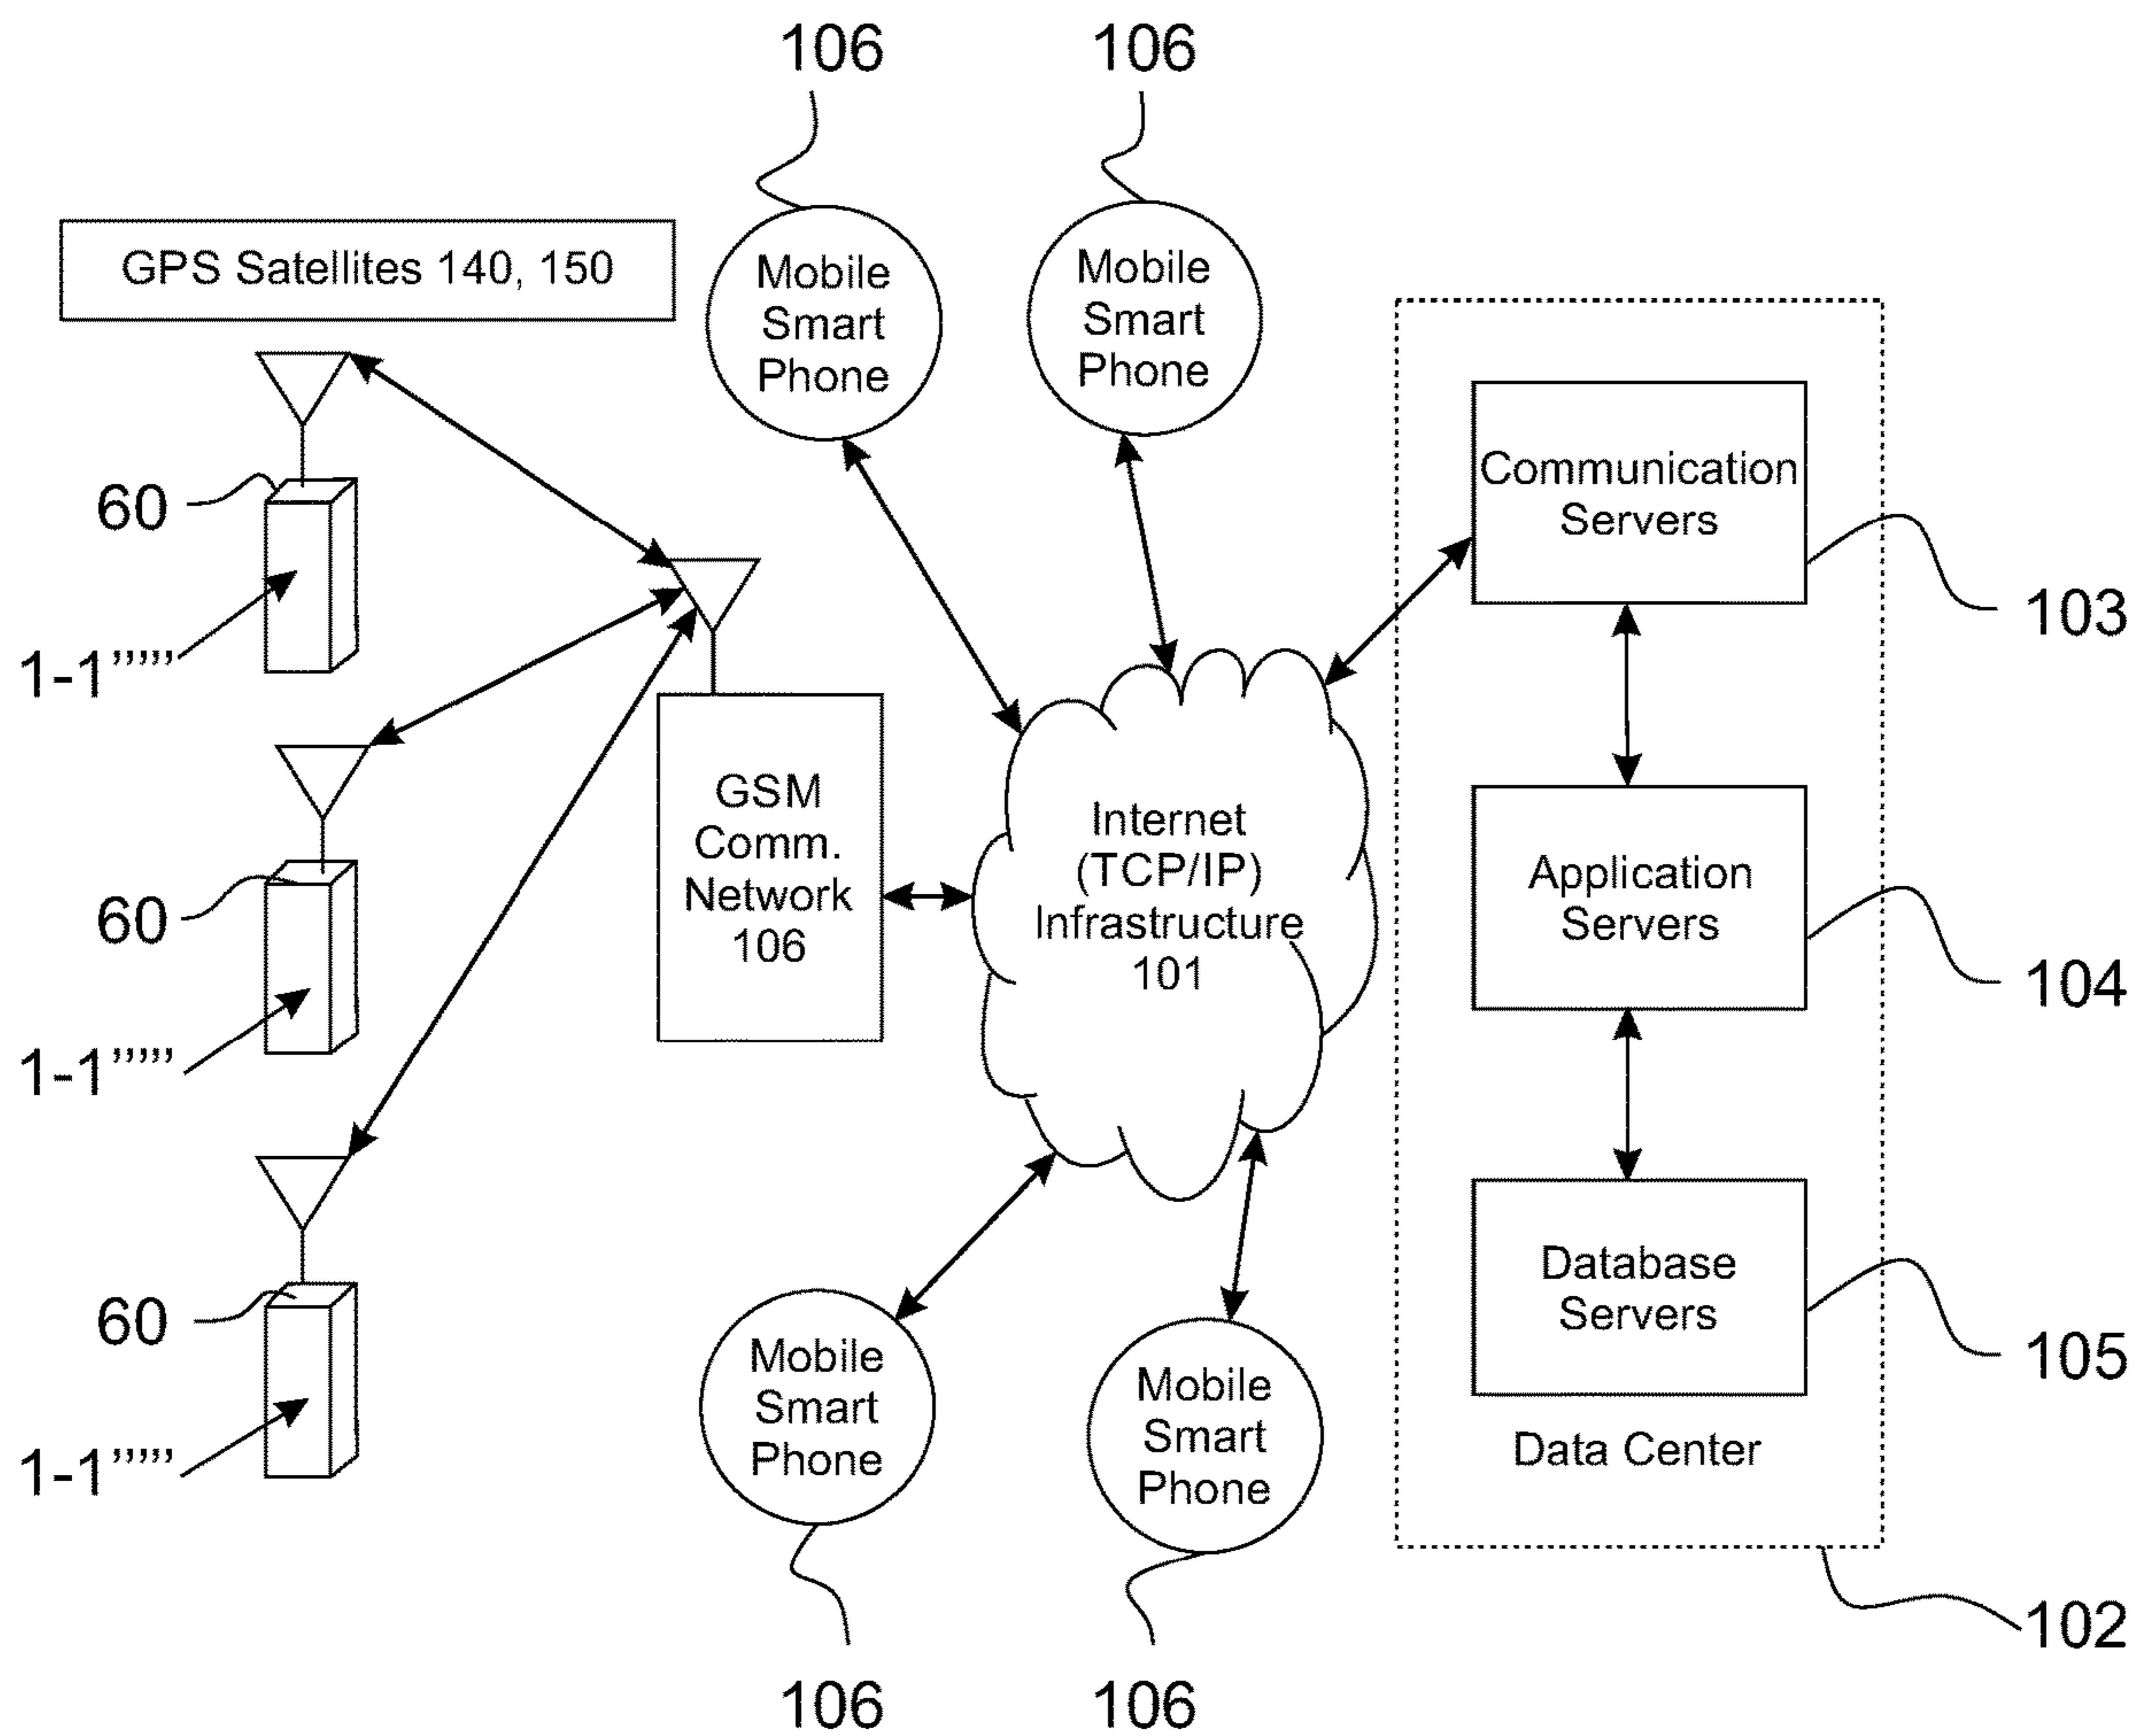 106
106
GPS Satellites 140, 150
Mobile
Smart
Phone
Mobile
Smart
Phone
60
1-1’’’’’
Communication
Servers
103
60
1-1’’’’’
GSM
Comm.
Network
106
Internet
(TCP/IP)
Infrastructure
101
Application
Servers
104
60
1-1’’’’’
Mobile
Smart
Phone
Mobile
Smart
Phone
Database
Servers
105
Data Center
102
106
106